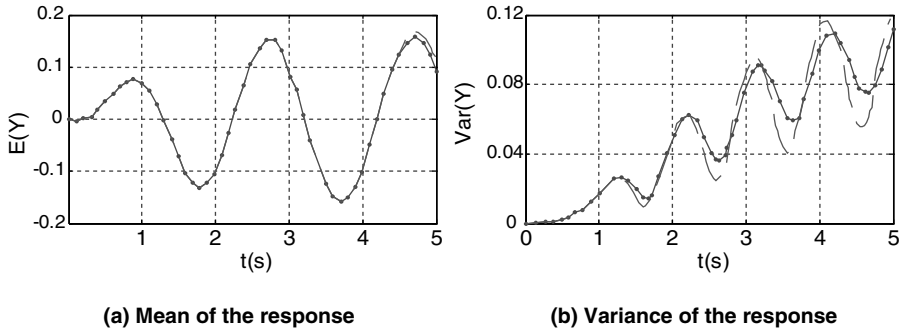 0.2
0.1
0
-0.1
-0.2
E(Y)
1 2 3 4 5
t(s)
(a) Mean of the response
0.12
0.08
0.04
0
Var(Y)
0 1 2 3 4 5
t(s)
(b) Variance of the response